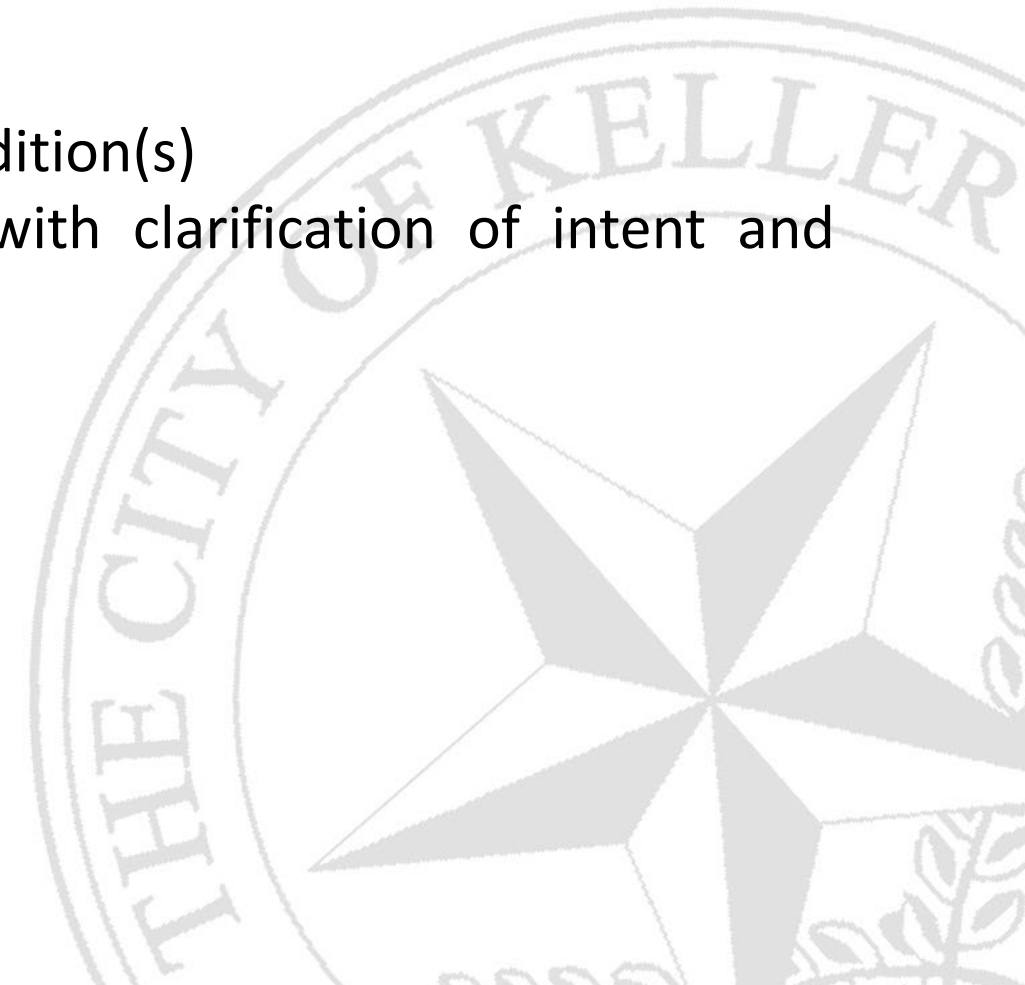 dition(s)
with clarification of intent and
THE CITY OF KELLER